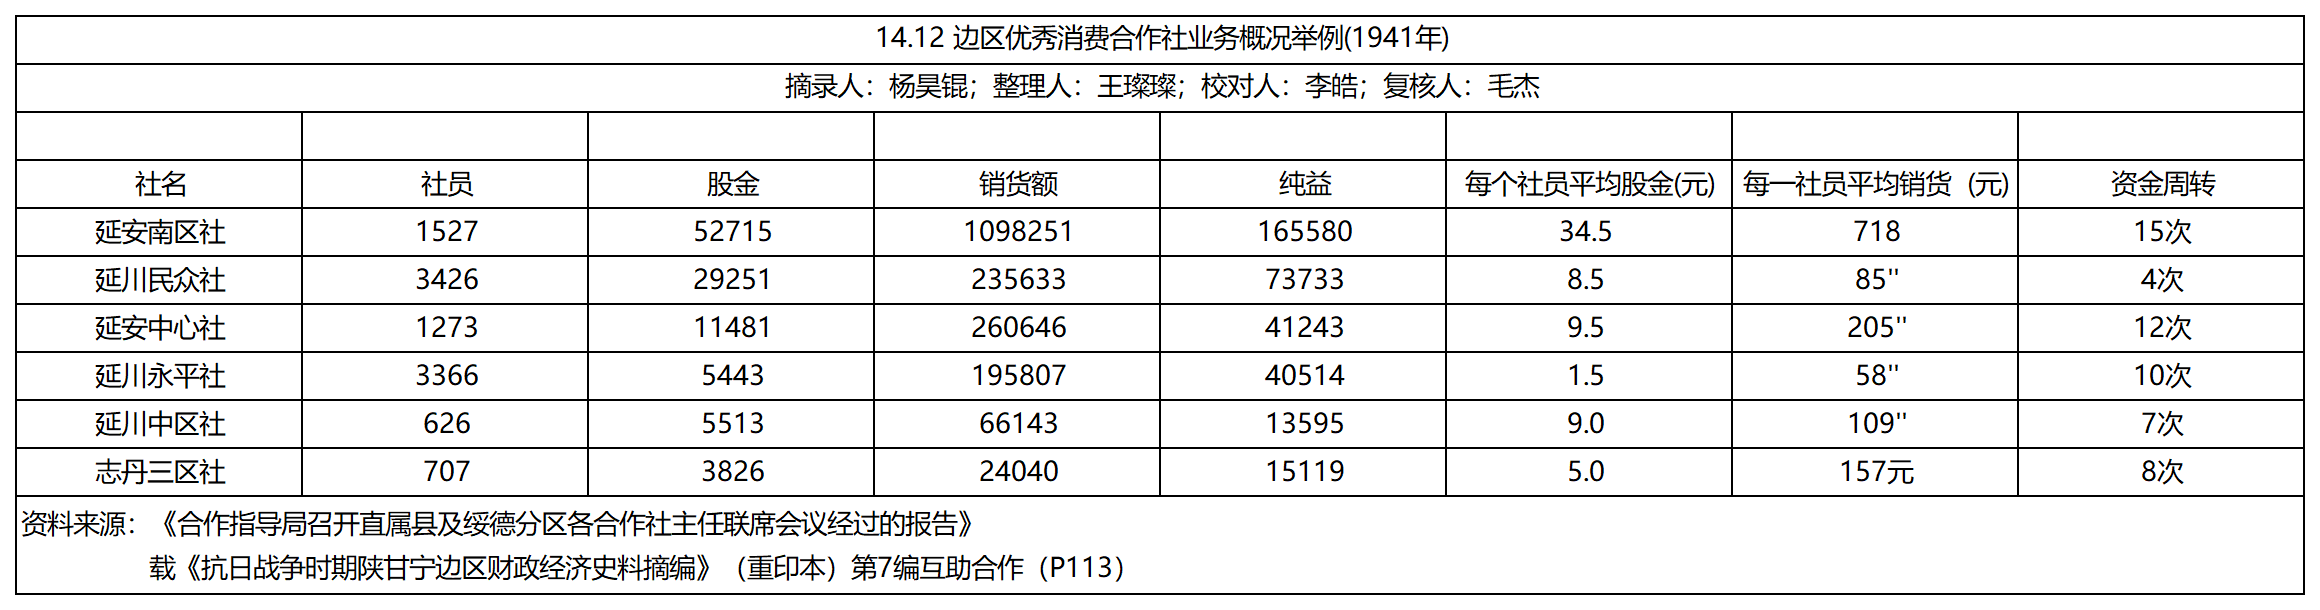 14.12 边区优秀消费合作社业务概况举例(1941年)
摘录人：杨昊锟；整理人：王璨璨；校对人：李皓；复核人：毛杰
社名 社员 股金 销货额 纯益 每个社员平均股金(元) 每一社员平均销货（元) 资金周转
延安南区社 1527 52715 1098251 165580 34.5 718 15次
延川民众社 3426 29251 235633 73733 8.5 85" 4次
延安中心社 1273 11481 260646 41243 9.5 205" 12次
延川永平社 3366 5443 195807 40514 1.5 58" 10次
延川中区社 626 5513 66143 13595 9.0 109" 7次
志丹三区社 707 3826 24040 15119 5.0 157元 8次
资料来源：《合作指导局召开直属县及绥德分区各合作社主任联席会议经过的报告》
载《抗日战争时期陕甘宁边区财政经济史料摘编》（重印本）第7编互助合作（P113）